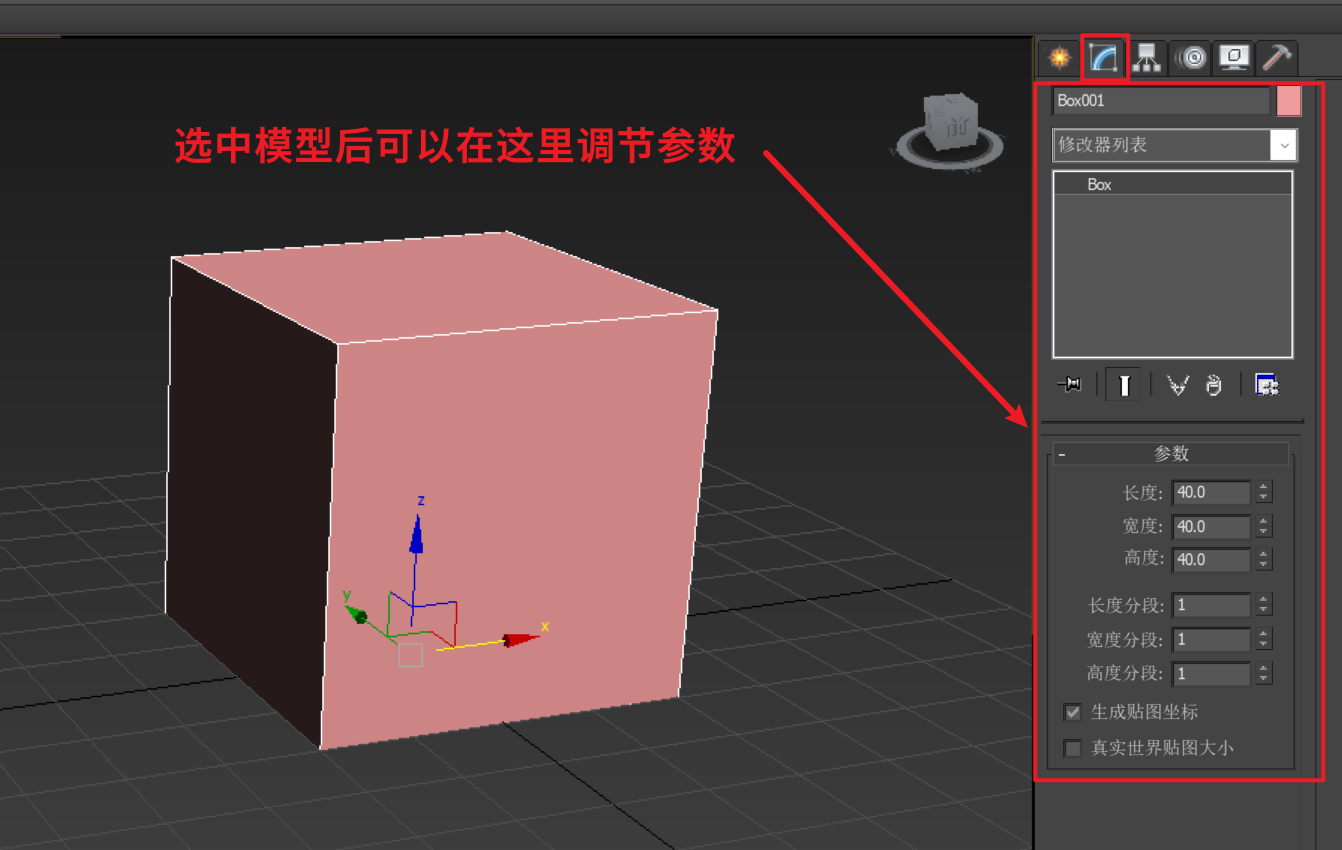 选中模型后可以在这里调节参数
Box001
修改器列表
Box
- 参数
长度: 40.0
宽度: 40.0
高度: 40.0
长度分段: 1
宽度分段: 1
高度分段: 1
生成贴图坐标
真实世界贴图大小
z
y
x